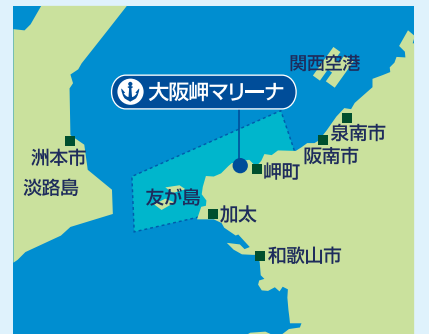 関西空港
大阪岬マリーナ
泉南市
阪南市
洲本市
岬町
淡路島
友が島
加太
和歌山市